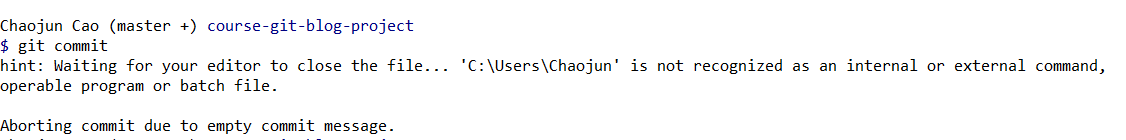 Chaojun Cao (master +) course-git-blog-project
$ git commit
hint: Waiting for your editor to close the file... 'C:\Users\Chaojun' is not recognized as an internal or external command,
operable program or batch file.
Aborting commit due to empty commit message.